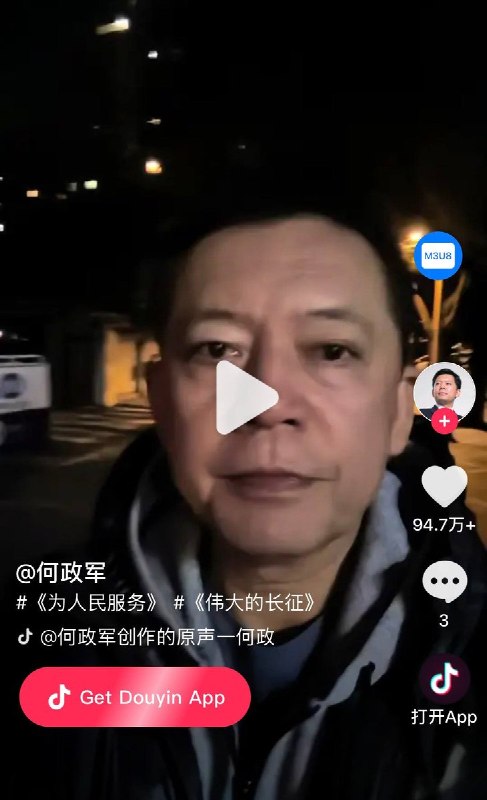 M3U8
94.7万+
3
@何政军
#《为人民服务》 #《伟大的长征》
@何政军创作的原声一何政
Get Douyin App
打开App